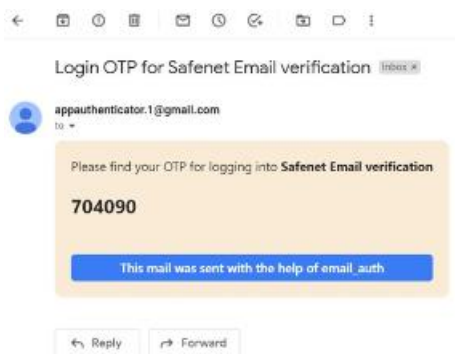 Login OTP for Safenet Email verification Inbox ×
appauthenticator.1@gmail.com
to
Please find your OTP for logging into Safenet Email verification
704090
This mail was sent with the help of email_auth
Reply Forward